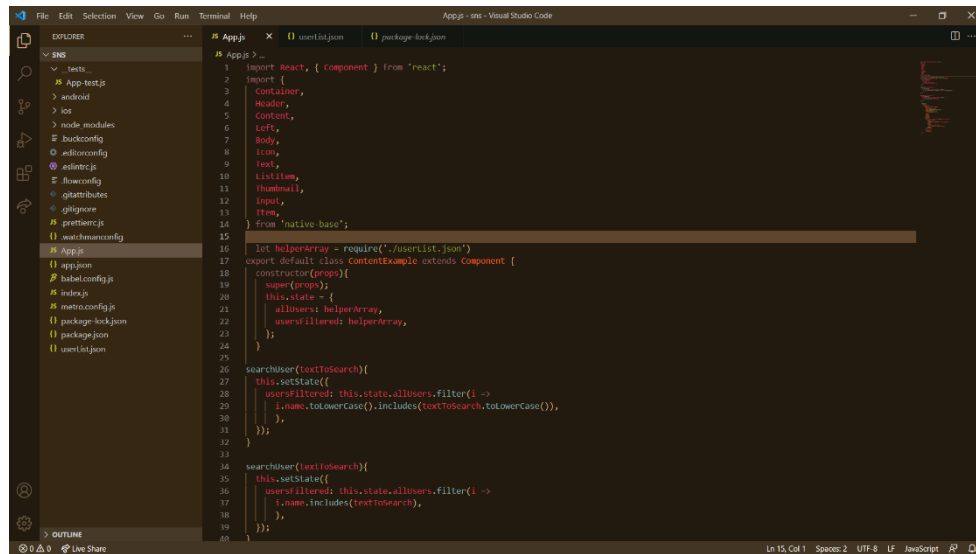 File Edit Selection View Go Run Terminal Help App.js - sns - Visual Studio Code
EXPLORER
SNS
__tests__
JS App-test.js
android
ios
node_modules
.buckconfig
.editorconfig
.eslintrc.js
.flowconfig
.gitattributes
.gitignore
JS .prettierrc.js
{} .watchmanconfig
JS App.js
{} app.json
babel.config.js
JS index.js
JS metro.config.js
{} package-lock.json
{} package.json
{} userList.json
OUTLINE
JS App.js {} userList.json {} package-lock.json
JS App.js > ...
1 import React, { Component } from 'react';
2 import {
3 Container,
4 Header,
5 Content,
6 Left,
7 Body,
8 Icon,
9 Text,
10 ListItem,
11 Thumbnail,
12 Input,
13 Item,
14 } from 'native-base';
15
16 let helperArray = require('./userList.json')
17 export default class ContentExample extends Component {
18 constructor(props){
19 super(props);
20 this.state = {
21 allUsers: helperArray,
22 usersFiltered: helperArray,
23 };
24 }
25
26 searchUser(textToSearch){
27 this.setState({
28 usersFiltered: this.state.allUsers.filter(i =>
29 i.name.toLowerCase().includes(textToSearch.toLowerCase()),
30 ),
31 });
32 }
33
34 searchUser(textToSearch){
35 this.setState({
36 usersFiltered: this.state.allUsers.filter(i =>
37 i.name.includes(textToSearch),
38 ),
39 });
40 }
0 0 Live Share Ln 15, Col 1 Spaces: 2 UTF-8 LF JavaScript